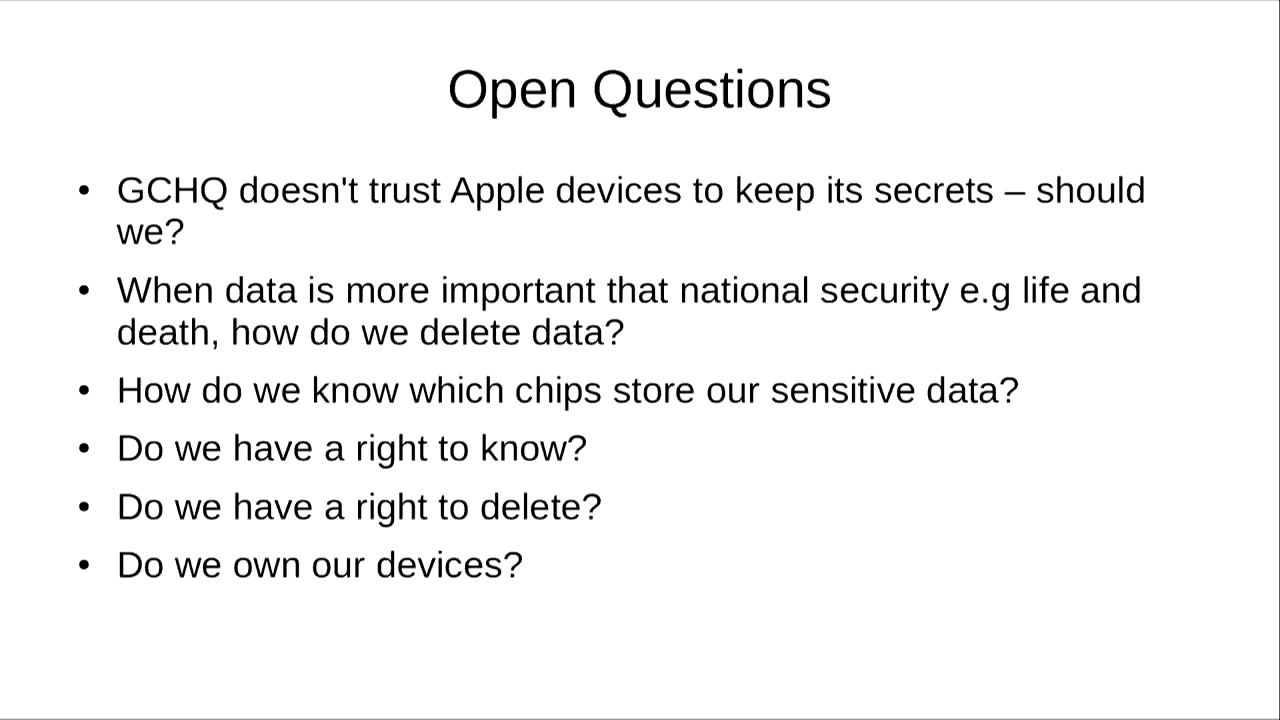 Open Questions
• GCHQ doesn't trust Apple devices to keep its secrets – should
we?
• When data is more important that national security e.g life and
death, how do we delete data?
• How do we know which chips store our sensitive data?
• Do we have a right to know?
• Do we have a right to delete?
• Do we own our devices?